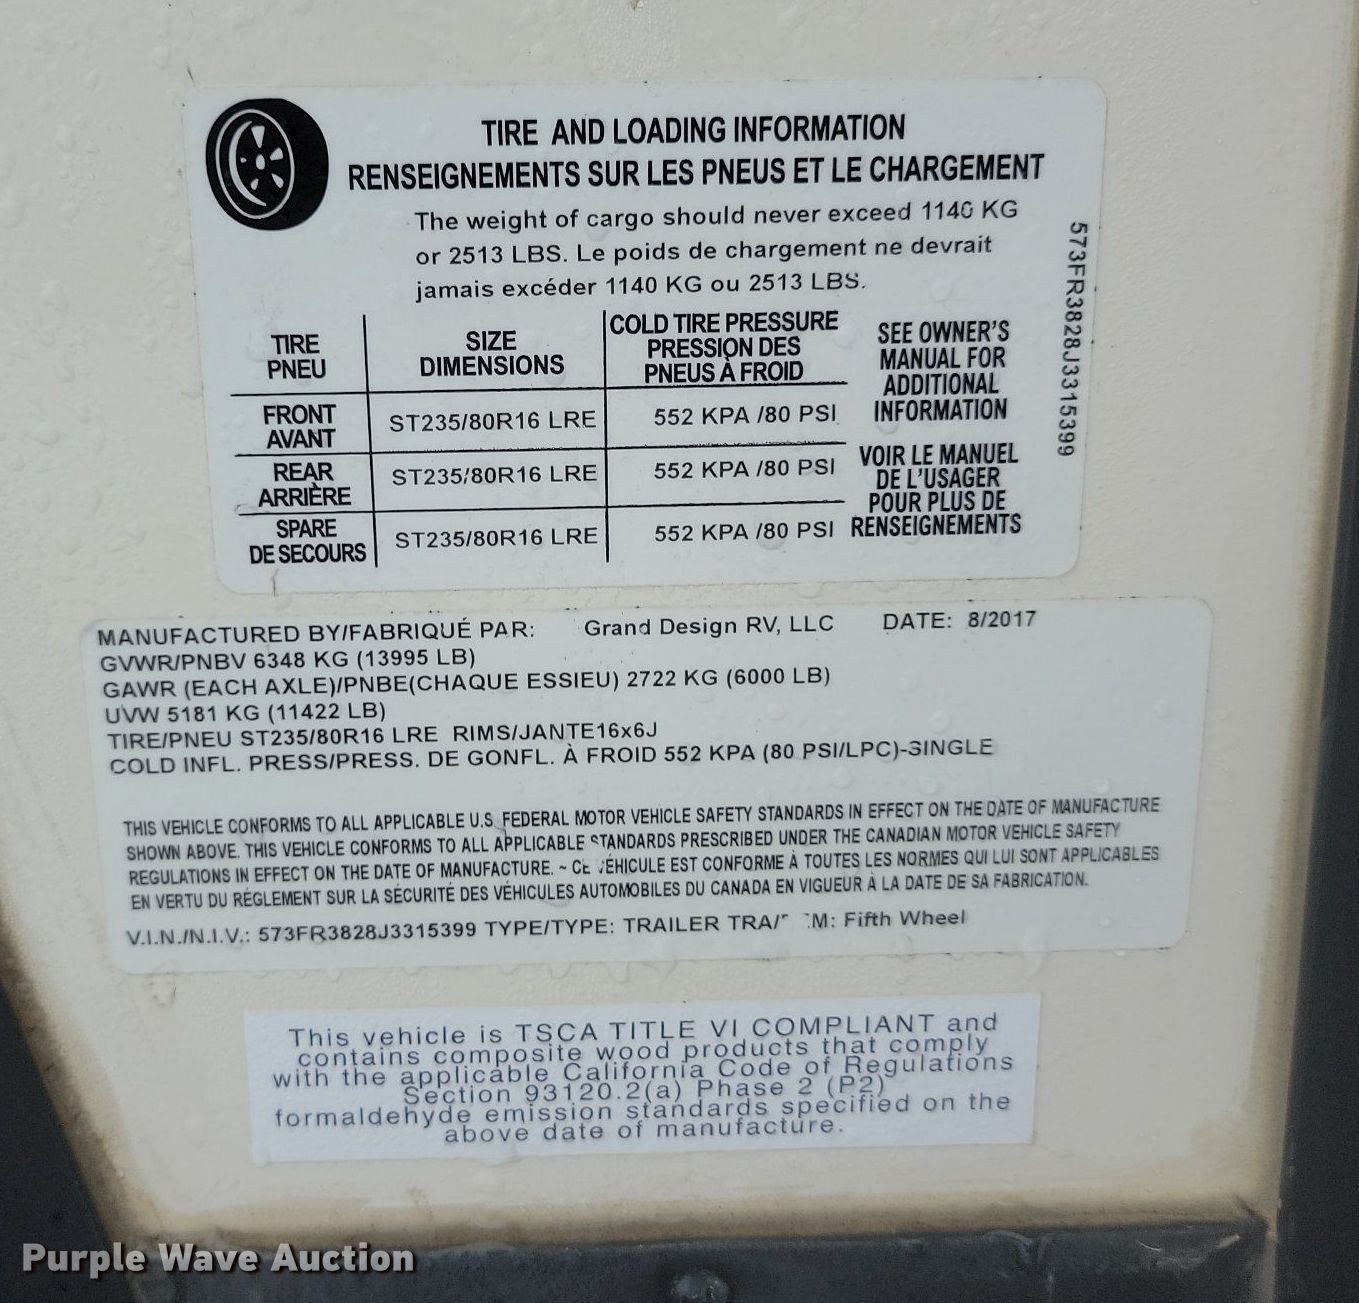 TIRE AND LOADING INFORMATION
RENSEIGNEMENTS SUR LES PNEUS ET LE CHARGEMENT
The weight of cargo should never exceed 1140 KG
or 2513 LBS. Le poids de chargement ne devrait
jamais excéder 1140 KG ou 2513 LBS.
TIRE
PNEU
SIZE
DIMENSIONS
COLD TIRE PRESSURE
PRESSION DES
PNEUS À FROID
FRONT
AVANT
ST235/80R16 LRE
552 KPA /80 PSI
REAR
ARRIÈRE
ST235/80R16 LRE
552 KPA /80 PSI
SPARE
DE SECOURS
ST235/80R16 LRE
552 KPA /80 PSI
SEE OWNER'S
MANUAL FOR
ADDITIONAL
INFORMATION
VOIR LE MANUEL
DE L'USAGER
POUR PLUS DE
RENSEIGNEMENTS
573FR3828J3315399
MANUFACTURED BY/FABRIQUÉ PAR: Grand Design RV, LLC DATE: 8/2017
GVWR/PNBV 6348 KG (13995 LB)
GAWR (EACH AXLE)/PNBE(CHAQUE ESSIEU) 2722 KG (6000 LB)
UVW 5181 KG (11422 LB)
TIRE/PNEU ST235/80R16 LRE RIMS/JANTE16x6J
COLD INFL. PRESS/PRESS. DE GONFL. À FROID 552 KPA (80 PSI/LPC)-SINGLE
THIS VEHICLE CONFORMS TO ALL APPLICABLE U.S. FEDERAL MOTOR VEHICLE SAFETY STANDARDS IN EFFECT ON THE DATE OF MANUFACTURE
SHOWN ABOVE. THIS VEHICLE CONFORMS TO ALL APPLICABLE STANDARDS PRESCRIBED UNDER THE CANADIAN MOTOR VEHICLE SAFETY
REGULATIONS IN EFFECT ON THE DATE OF MANUFACTURE. ~ CE VÉHICULE EST CONFORME À TOUTES LES NORMES QUI LUI SONT APPLICABLES
EN VERTU DU RÉGLEMENT SUR LA SÉCURITÉ DES VÉHICULES AUTOMOBILES DU CANADA EN VIGUEUR À LA DATE DE SA FABRICATION.
V.I.N./N.I.V.: 573FR3828J3315399 TYPE/TYPE: TRAILER Fifth Wheel
This vehicle is TSCA TITLE VI COMPLIANT and
contains composite wood products that comply
with the applicable California Code of Regulations
Section 93120.2(a) Phase 2 (P2)
formaldehyde emission standards specified on the
above date of manufacture.
Purple Wave Auction